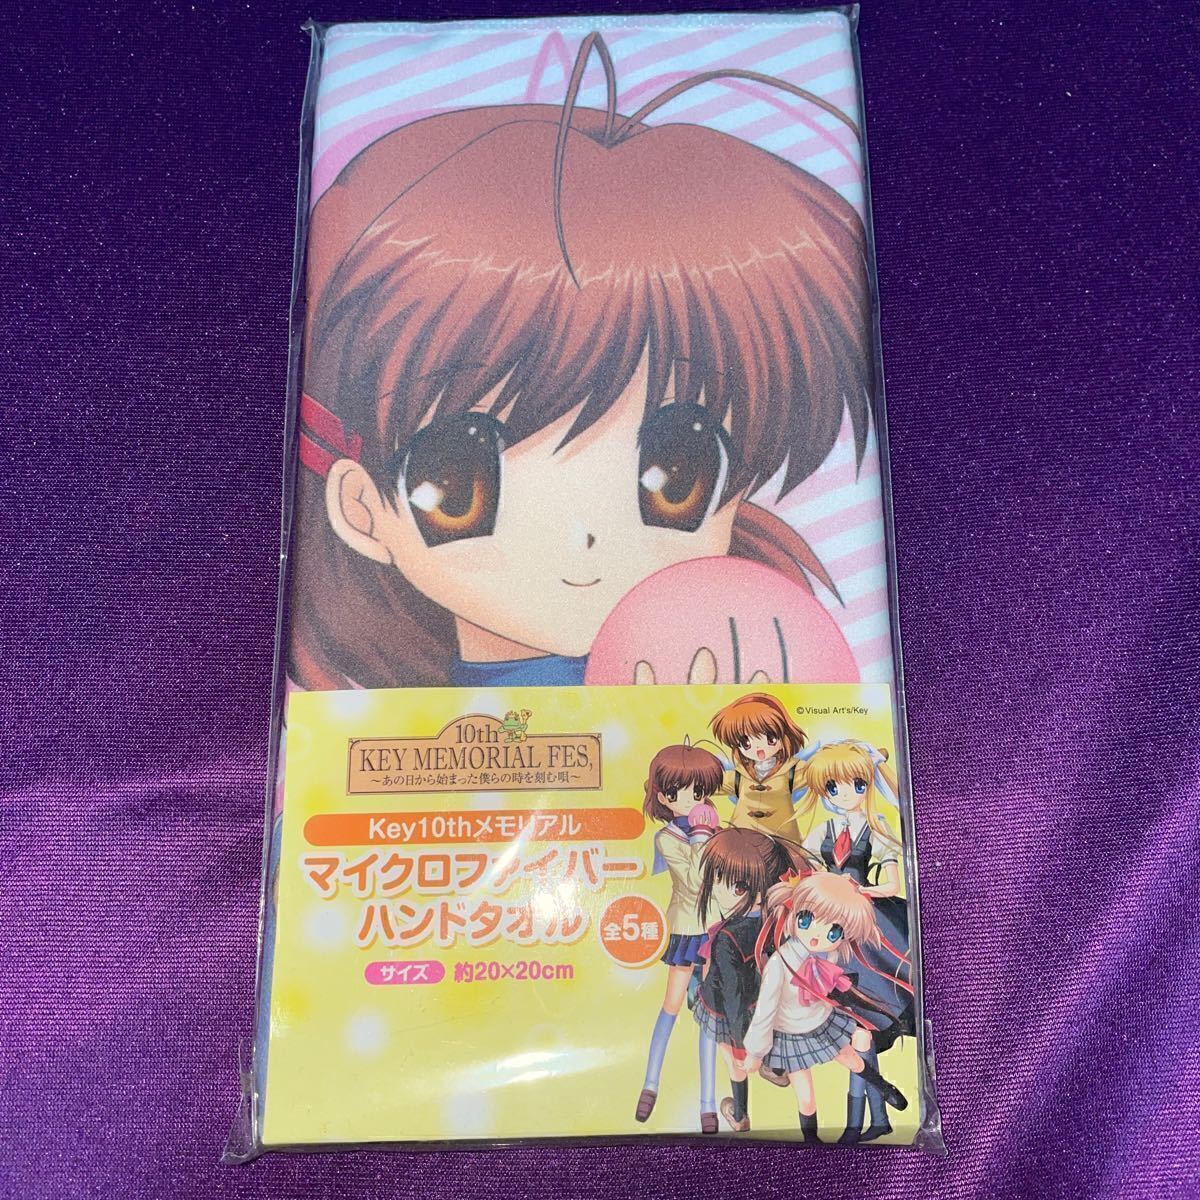 ©Visual Art's/Key
10th
KEY MEMORIAL FES,
～あの日から始まった僕らの時を刻む唄～
Key10thメモリアル
マイクロファイバー
ハンドタオル
全5種
サイズ 約20×20cm